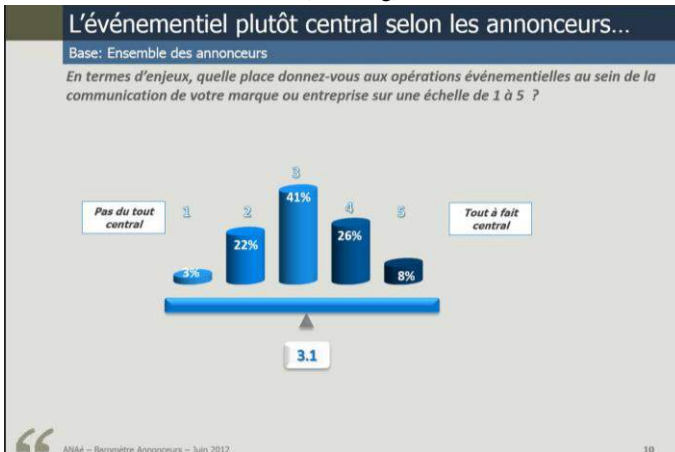 L'événementiel plutôt central selon les annonceurs...
Base: Ensemble des annonceurs
En termes d'enjeux, quelle place donnez-vous aux opérations événementielles au sein de la
communication de votre marque ou entreprise sur une échelle de 1 à 5 ?
Pas du tout
central
1
2
3
4
5
Tout à fait
central
3%
22%
41%
26%
8%
3.1
ANAé – Baromètre Annonceurs – Juin 2012
10